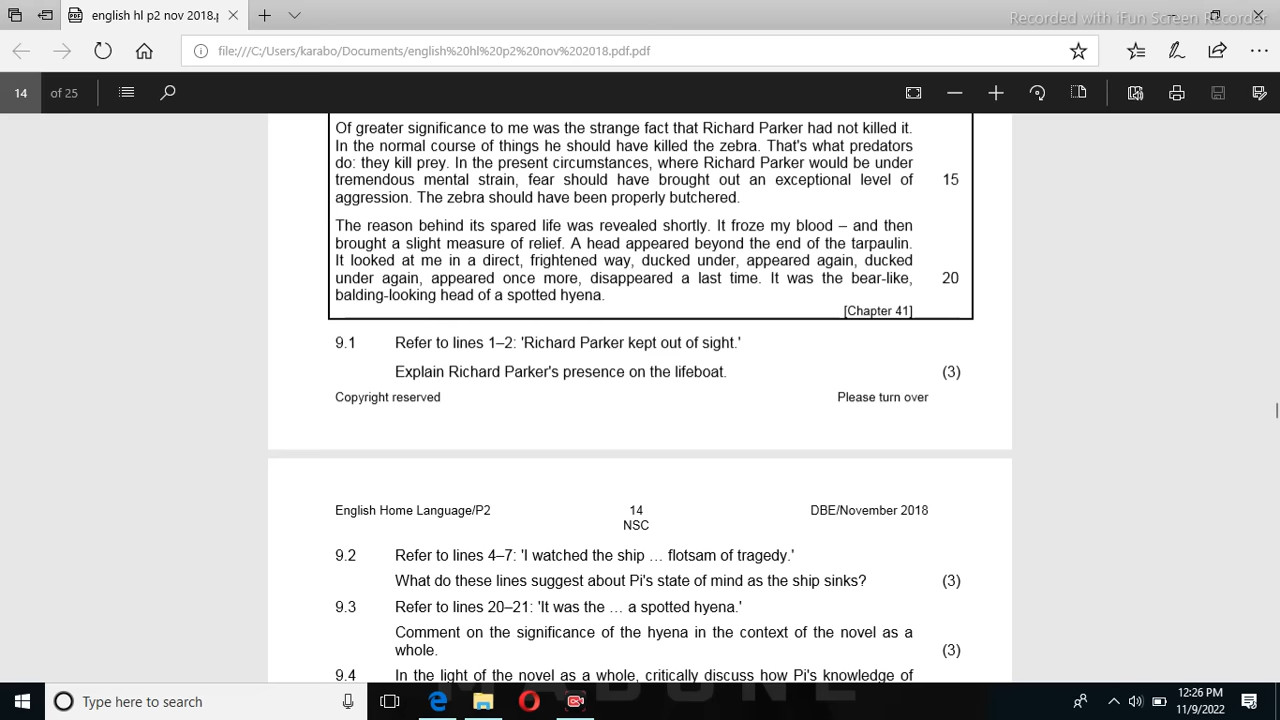 english hl p2 nov 2018.p
Recorded with iFun Screen Recorder
file:///C:/Users/karabo/Documents/english%20hl%20p2%20nov%202018.pdf.pdf
14 of 25
Of greater significance to me was the strange fact that Richard Parker had not killed it.
In the normal course of things he should have killed the zebra. That's what predators
do: they kill prey. In the present circumstances, where Richard Parker would be under
tremendous mental strain, fear should have brought out an exceptional level of 15
aggression. The zebra should have been properly butchered.
The reason behind its spared life was revealed shortly. It froze my blood – and then
brought a slight measure of relief. A head appeared beyond the end of the tarpaulin.
It looked at me in a direct, frightened way, ducked under, appeared again, ducked
under again, appeared once more, disappeared a last time. It was the bear-like, 20
balding-looking head of a spotted hyena.
[Chapter 41]
9.1 Refer to lines 1–2: 'Richard Parker kept out of sight.'
Explain Richard Parker's presence on the lifeboat. (3)
Copyright reserved Please turn over
English Home Language/P2 14 DBE/November 2018
NSC
9.2 Refer to lines 4–7: 'I watched the ship … flotsam of tragedy.'
What do these lines suggest about Pi's state of mind as the ship sinks? (3)
9.3 Refer to lines 20–21: 'It was the … a spotted hyena.'
Comment on the significance of the hyena in the context of the novel as a
whole. (3)
9.4 In the light of the novel as a whole, critically discuss how Pi's knowledge of
Type here to search
12:26 PM
11/9/2022